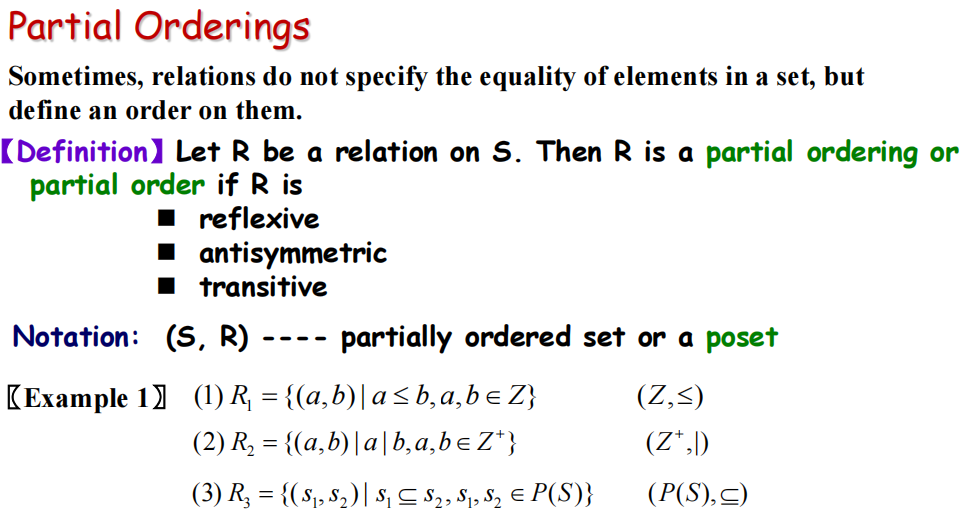 Partial Orderings
Sometimes, relations do not specify the equality of elements in a set, but
define an order on them.
【Definition】 Let R be a relation on S. Then R is a partial ordering or
partial order if R is
■ reflexive
■ antisymmetric
■ transitive
Notation: (S, R) ---- partially ordered set or a poset
〖Example 1〗 (1) R₁ = {(a,b) | a ≤ b, a, b ∈ Z} (Z,≤)
(2) R₂ = {(a,b) | a | b, a, b ∈ Z⁺} (Z⁺,|)
(3) R₃ = {(s₁, s₂) | s₁ ⊆ s₂, s₁, s₂ ∈ P(S)} (P(S),⊆)